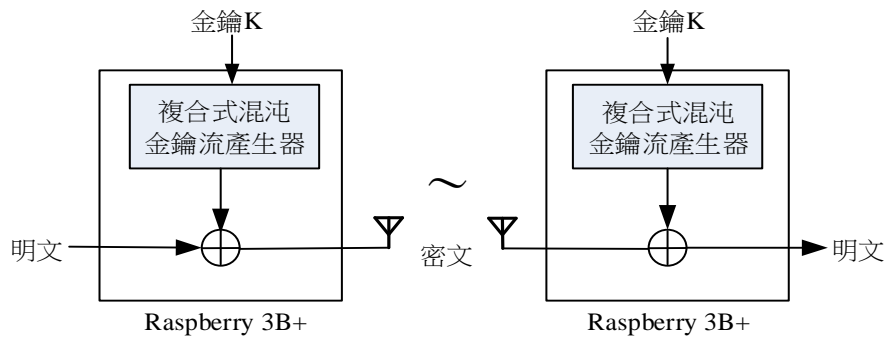 金鑰K
金鑰K
複合式混沌
金鑰流產生器
複合式混沌
金鑰流產生器
～
明文
密文
明文
Raspberry 3B+
Raspberry 3B+